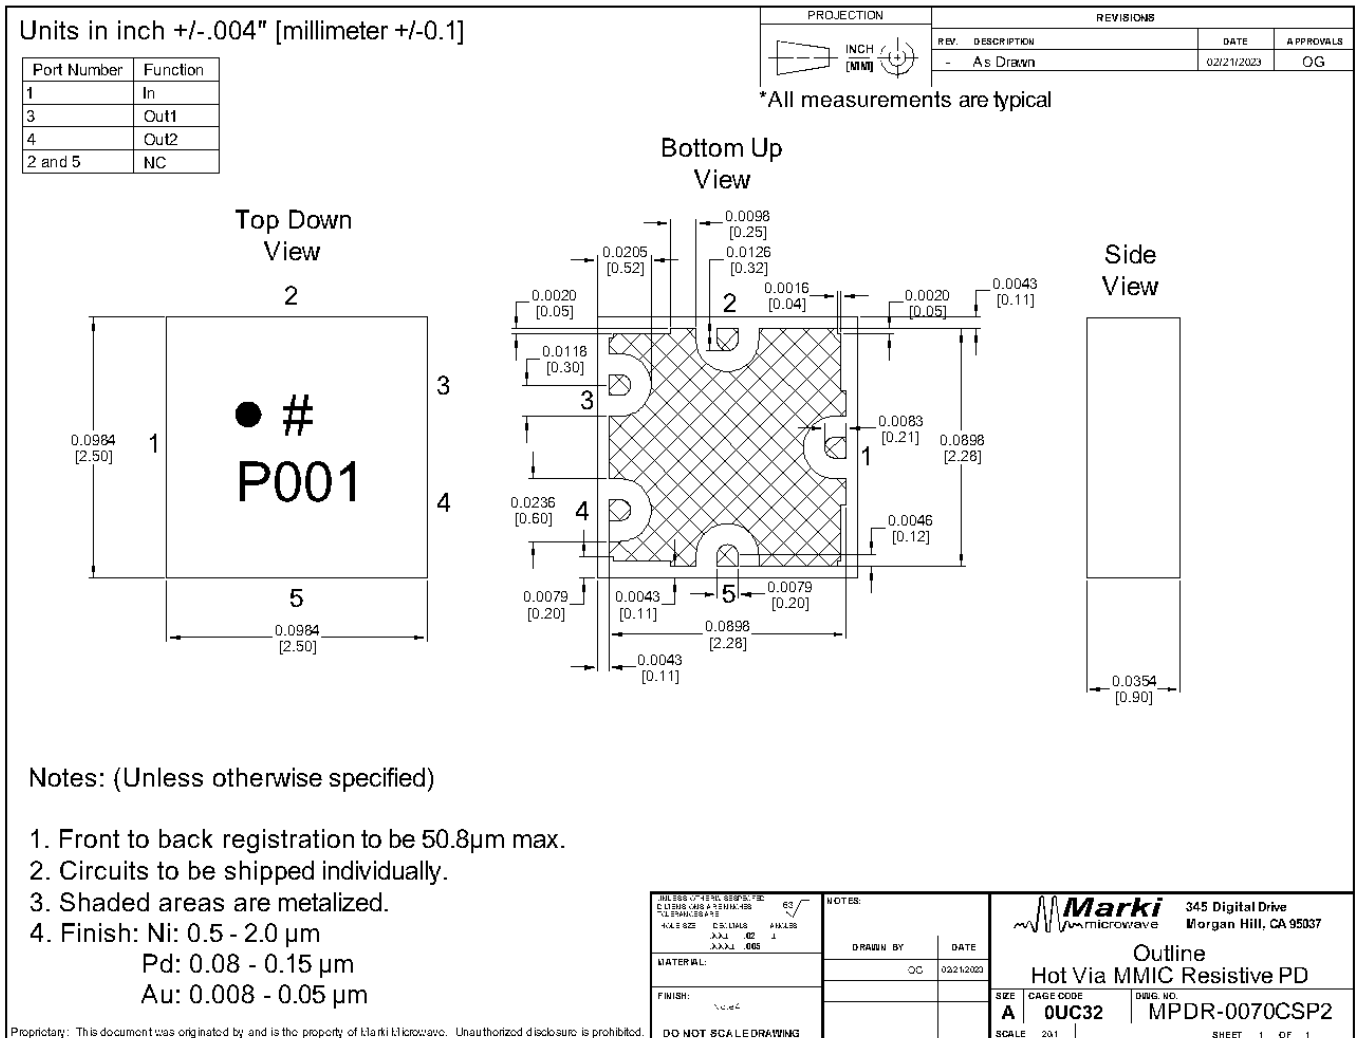 Units in inch +/-.004" [millimeter +/-0.1]
Port Number Function
1 In
3 Out1
4 Out2
2 and 5 NC
PROJECTION
INCH
[MM]
REVISIONS
REV. DESCRIPTION DATE APPROVALS
- As Drawn 02/21/2023 OG
*All measurements are typical
Top Down
View
2
3
1
4
5
● #
P001
0.0984
[2.50]
0.0984
[2.50]
Bottom Up
View
0.0098
[0.25]
0.0205
[0.52]
0.0126
[0.32]
0.0020
[0.05]
2
0.0016
[0.04]
0.0020
[0.05]
0.0043
[0.11]
0.0118
[0.30]
3
0.0083
[0.21]
0.0898
[2.28]
1
0.0236
[0.60]
4
0.0046
[0.12]
0.0079
[0.20]
0.0043
[0.11]
5
0.0079
[0.20]
0.0898
[2.28]
0.0043
[0.11]
Side
View
0.0354
[0.90]
Notes: (Unless otherwise specified)
1. Front to back registration to be 50.8µm max.
2. Circuits to be shipped individually.
3. Shaded areas are metalized.
4. Finish: Ni: 0.5 - 2.0 µm
Pd: 0.08 - 0.15 µm
Au: 0.008 - 0.05 µm
Proprietary: This document was originated by and is the property of Marki Microwave. Unauthorized disclosure is prohibited.
63
HOLE SIZE DECIMALS ANGLES
.02
.005
MATERIAL:
FINISH:
DO NOT SCALE DRAWING
NOTES:
DRAWN BY DATE
OG 02/21/2023
Marki
microwave
345 Digital Drive
Morgan Hill, CA 95037
Outline
Hot Via MMIC Resistive PD
SIZE CAGE CODE DWG. NO.
A 0UC32 MPDR-0070CSP2
SCALE 20:1 SHEET 1 OF 1